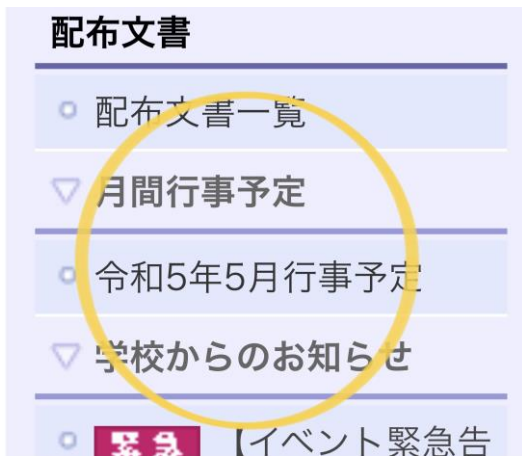 配布文書
配布文書一覧
月間行事予定
令和5年5月行事予定
学校からのお知らせ
緊急 【イベント緊急告